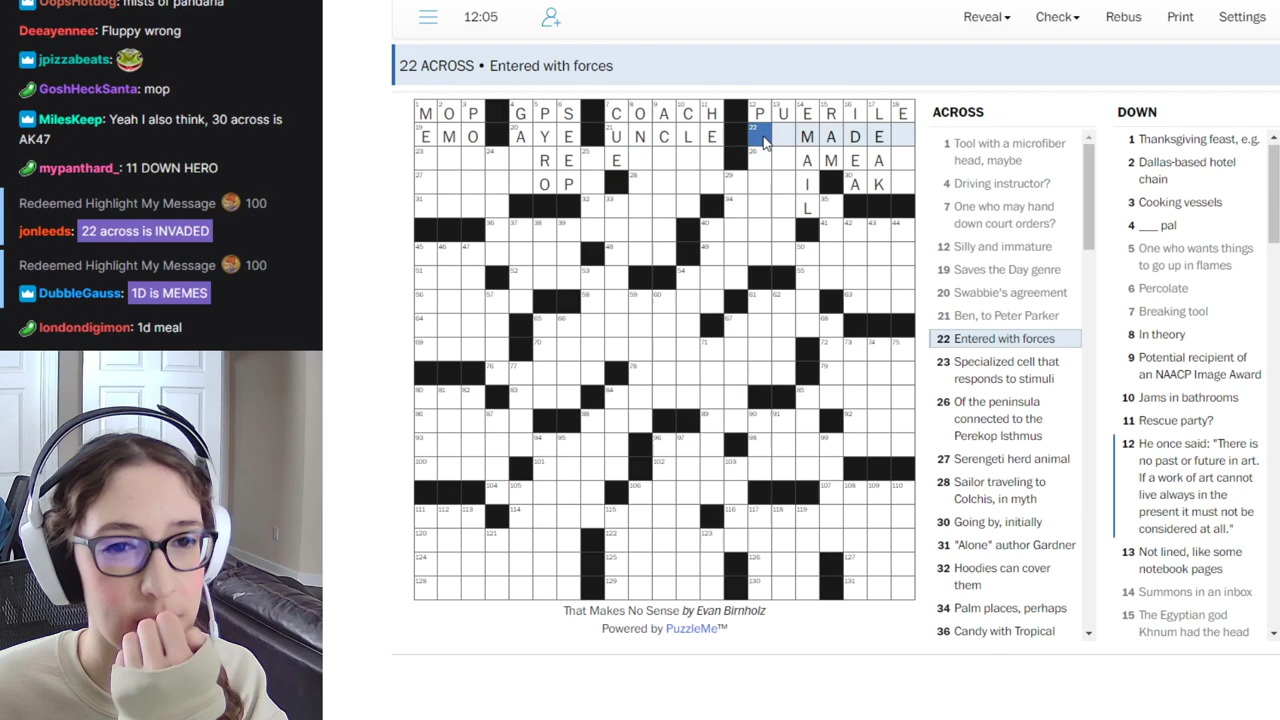 OopsHotdog: mists of pandaria
Deeayennee: Fluppy wrong
jpizzabeats:
GoshHeckSanta: mop
MilesKeep: Yeah I also think, 30 across is
AK47
mypanthard_: 11 DOWN HERO
Redeemed Highlight My Message 100
jonleeds: 22 across is INVADED
Redeemed Highlight My Message 100
DubbleGauss: 1D is MEMES
londondigimon: 1d meal
12:05
Reveal Check Rebus Print Settings
22 ACROSS • Entered with forces
M O P G P S C O A C H P U E R I L E
E M O A Y E U N C L E M A D E
R E E A M E A
O P I A K
L
That Makes No Sense by Evan Birnholz
Powered by PuzzleMe™
ACROSS
1 Tool with a microfiber
head, maybe
4 Driving instructor?
7 One who may hand
down court orders?
12 Silly and immature
19 Saves the Day genre
20 Swabbie's agreement
21 Ben, to Peter Parker
22 Entered with forces
23 Specialized cell that
responds to stimuli
26 Of the peninsula
connected to the
Perekop Isthmus
27 Serengeti herd animal
28 Sailor traveling to
Colchis, in myth
30 Going by, initially
31 "Alone" author Gardner
32 Hoodies can cover
them
34 Palm places, perhaps
36 Candy with Tropical
DOWN
1 Thanksgiving feast, e.g.
2 Dallas-based hotel
chain
3 Cooking vessels
4 ___ pal
5 One who wants things
to go up in flames
6 Percolate
7 Breaking tool
8 In theory
9 Potential recipient of
an NAACP Image Award
10 Jams in bathrooms
11 Rescue party?
12 He once said: "There is
no past or future in art.
If a work of art cannot
live always in the
present it must not be
considered at all."
13 Not lined, like some
notebook pages
14 Summons in an inbox
15 The Egyptian god
Khnum had the head